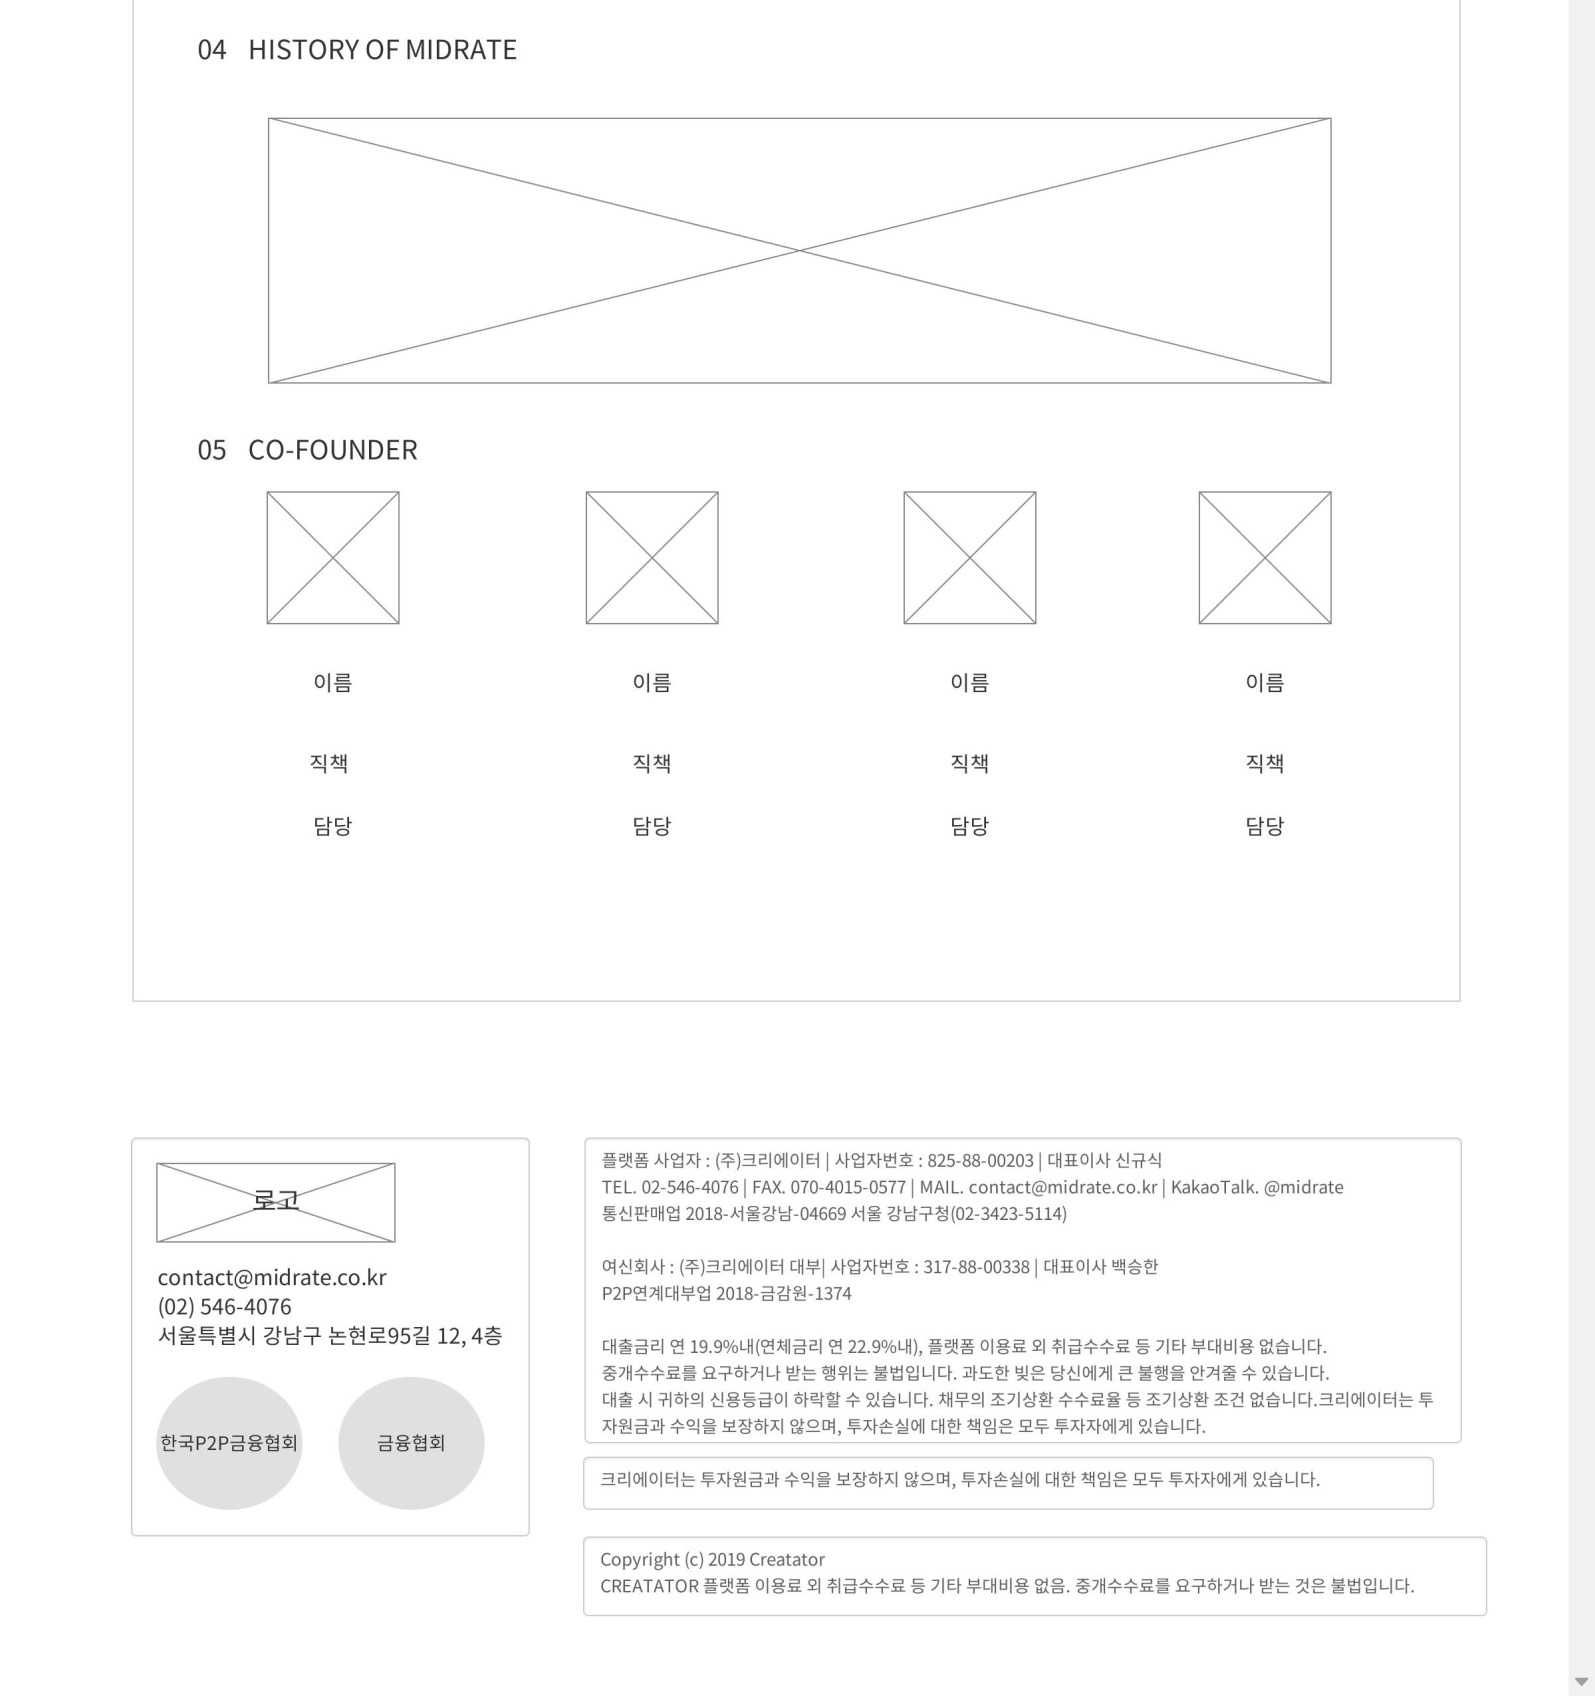 04 HISTORY OF MIDRATE
05 CO-FOUNDER
이름 이름 이름 이름
직책 직책 직책 직책
담당 담당 담당 담당
로고
contact@midrate.co.kr
(02) 546-4076
서울특별시 강남구 논현로95길 12, 4층
한국P2P금융협회
금융협회
플랫폼 사업자 : (주)크리에이터 | 사업자번호 : 825-88-00203 | 대표이사 신규식
TEL. 02-546-4076 | FAX. 070-4015-0577 | MAIL. contact@midrate.co.kr | KakaoTalk. @midrate
통신판매업 2018-서울강남-04669 서울 강남구청(02-3423-5114)
여신회사 : (주)크리에이터 대부| 사업자번호 : 317-88-00338 | 대표이사 백승한
P2P연계대부업 2018-금감원-1374
대출금리 연 19.9%내(연체금리 연 22.9%내), 플랫폼 이용료 외 취급수수료 등 기타 부대비용 없습니다.
중개수수료를 요구하거나 받는 행위는 불법입니다. 과도한 빚은 당신에게 큰 불행을 안겨줄 수 있습니다.
대출 시 귀하의 신용등급이 하락할 수 있습니다. 채무의 조기상환 수수료율 등 조기상환 조건 없습니다.크리에이터는 투
자원금과 수익을 보장하지 않으며, 투자손실에 대한 책임은 모두 투자자에게 있습니다.
크리에이터는 투자원금과 수익을 보장하지 않으며, 투자손실에 대한 책임은 모두 투자자에게 있습니다.
Copyright (c) 2019 Creatator
CREATATOR 플랫폼 이용료 외 취급수수료 등 기타 부대비용 없음. 중개수수료를 요구하거나 받는 것은 불법입니다.